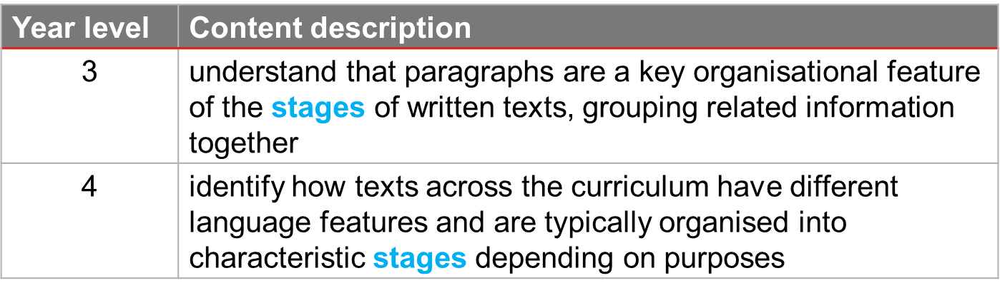 Year level Content description
3 understand that paragraphs are a key organisational feature
of the stages of written texts, grouping related information
together
4 identify how texts across the curriculum have different
language features and are typically organised into
characteristic stages depending on purposes